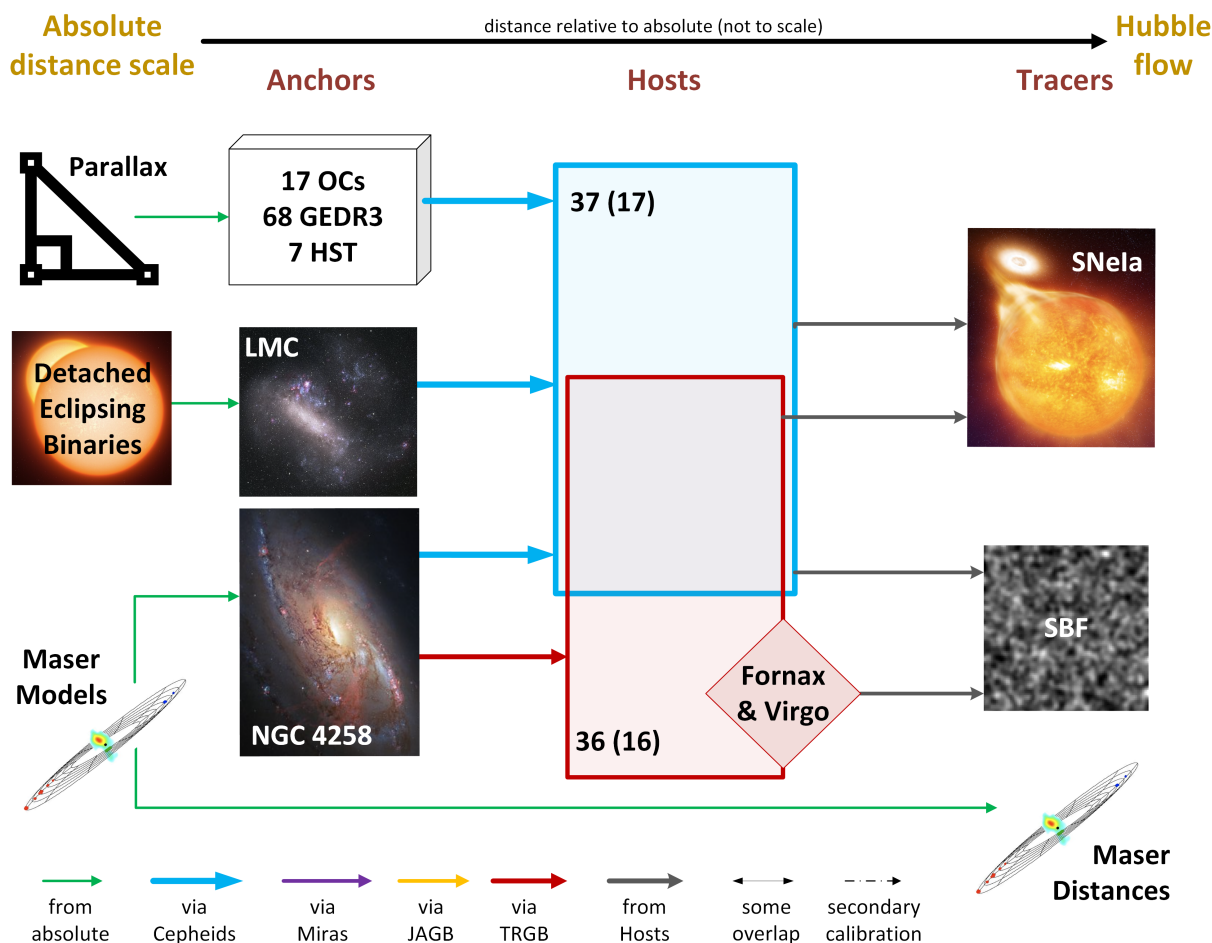 Absolute
distance scale
distance relative to absolute (not to scale)
Hubble
flow
Anchors
Hosts
Tracers
Parallax
17 OCs
68 GEDR3
7 HST
37 (17)
SNeIa
Detached
Eclipsing
Binaries
LMC
Maser
Models
NGC 4258
36 (16)
Fornax
& Virgo
SBF
Maser
Distances
from
absolute
via
Cepheids
via
Miras
via
JAGB
via
TRGB
from
Hosts
some
overlap
secondary
calibration